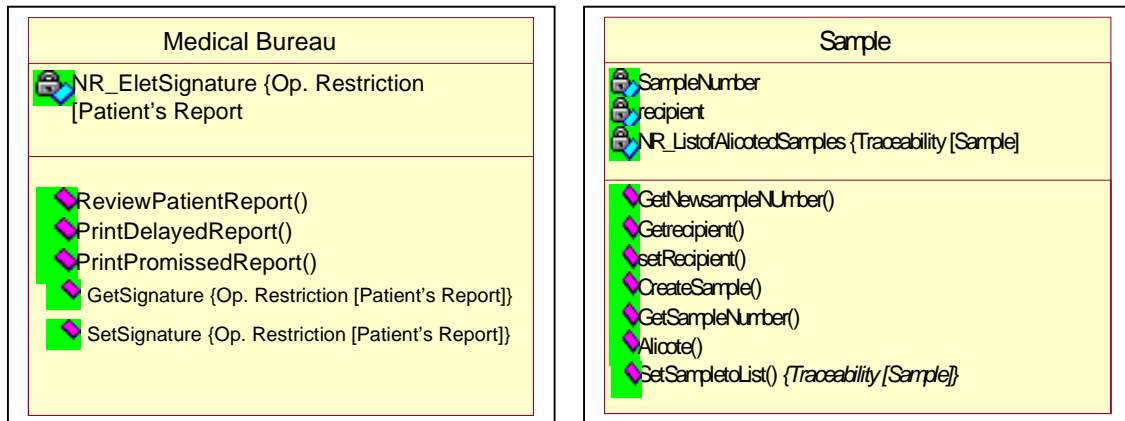 Medical Bureau
NR_EletSignature {Op. Restriction
[Patient's Report
ReviewPatientReport()
PrintDelayedReport()
PrintPromissedReport()
GetSignature {Op. Restriction [Patient's Report]}
SetSignature {Op. Restriction [Patient's Report]}
Sample
SampleNumber
recipient
NR_ListofAlicotedSamples {Traceability [Sample]
GetNewsampleNUmber()
Getrecipient()
setRecipient()
CreateSample()
GetSampleNumber()
Alicote()
SetSampletoList() {Traceability [Sample]}